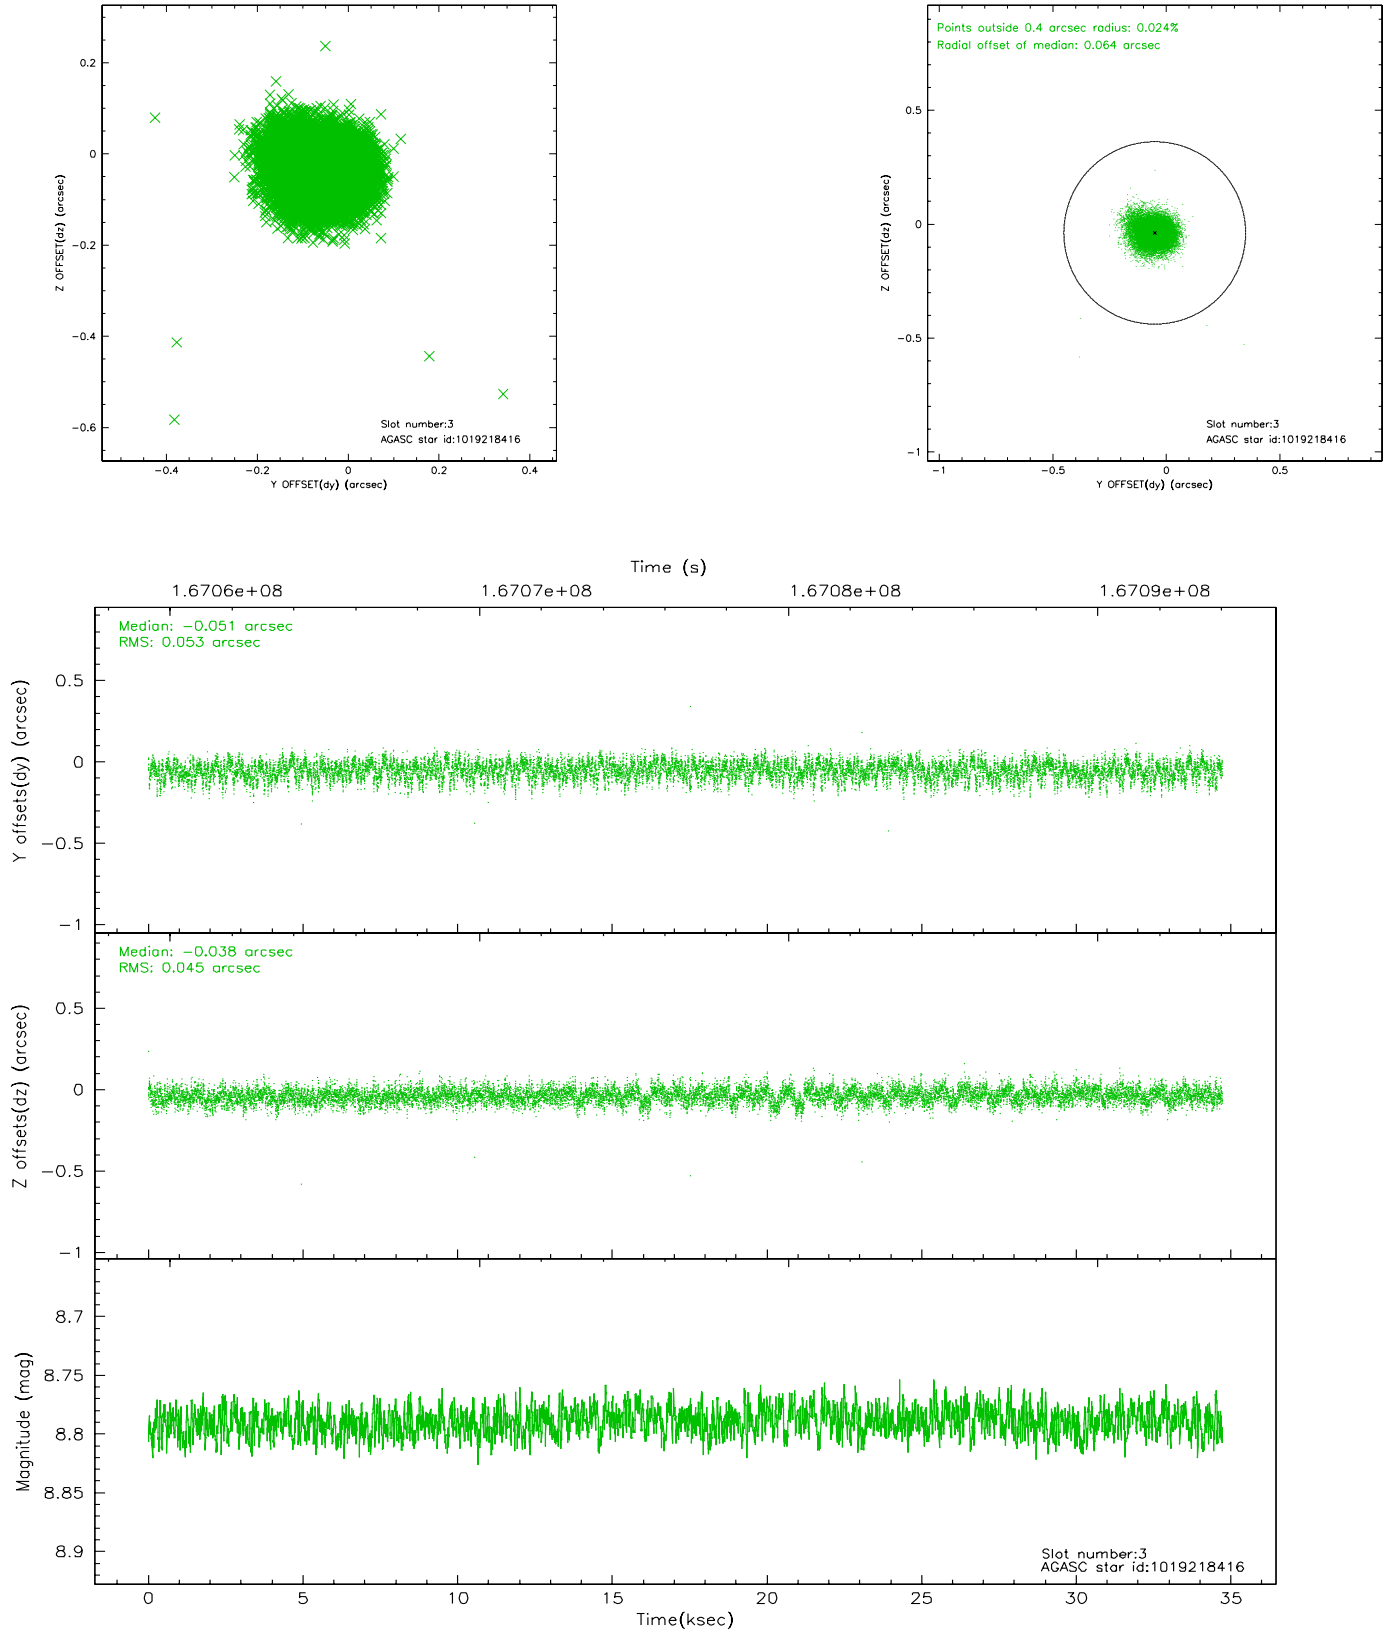 0.2
0
−0.2
−0.4
−0.6
Z OFFSET(dz) (arcsec)
Slot number:3
AGASC star id:1019218416
−0.4 −0.2 0 0.2 0.4
Y OFFSET(dy) (arcsec)
Points outside 0.4 arcsec radius: 0.024%
Radial offset of median: 0.064 arcsec
0.5
0
−0.5
−1
Z OFFSET(dz) (arcsec)
Slot number:3
AGASC star id:1019218416
−1 −0.5 0 0.5
Y OFFSET(dy) (arcsec)
Time (s)
1.6706e+08 1.6707e+08 1.6708e+08 1.6709e+08
Median: −0.051 arcsec
RMS: 0.053 arcsec
0.5
0
−0.5
−1
Y offsets(dy) (arcsec)
Median: −0.038 arcsec
RMS: 0.045 arcsec
0.5
0
−0.5
−1
Z offsets(dz) (arcsec)
8.7
8.75
8.8
8.85
8.9
Magnitude (mag)
Slot number:3
AGASC star id:1019218416
0 5 10 15 20 25 30 35
Time(ksec)